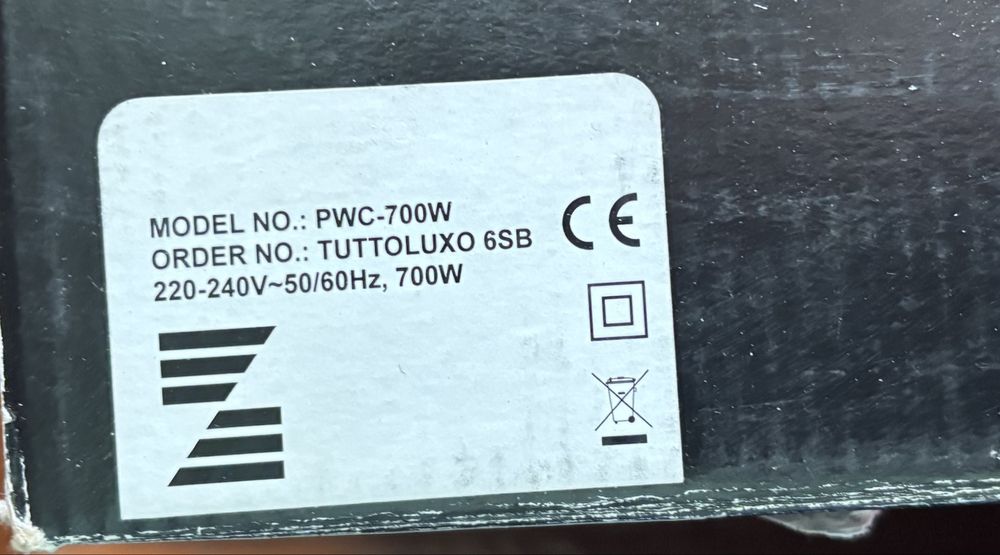 MODEL NO.: PWC-700W
ORDER NO.: TUTTOLUXO 6SB
220-240V~50/60Hz, 700W
CE